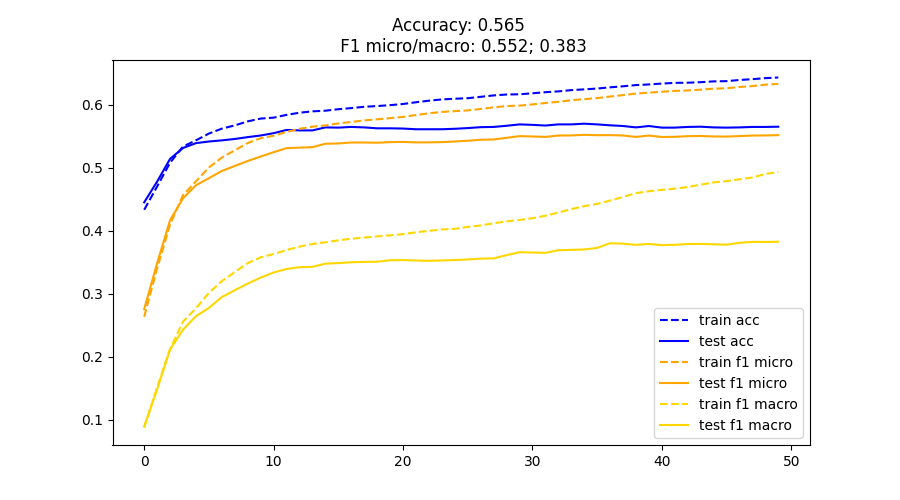 Accuracy: 0.565
F1 micro/macro: 0.552; 0.383
0.6
0.5
0.4
0.3
0.2
0.1
0 10 20 30 40 50
train acc
test acc
train f1 micro
test f1 micro
train f1 macro
test f1 macro